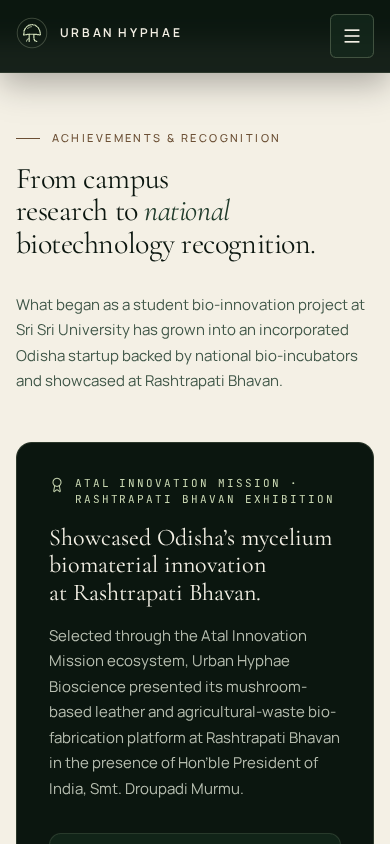 URBAN HYPHAE
ACHIEVEMENTS & RECOGNITION
From campus
research to national
biotechnology recognition.
What began as a student bio-innovation project at
Sri Sri University has grown into an incorporated
Odisha startup backed by national bio-incubators
and showcased at Rashtrapati Bhavan.
ATAL INNOVATION MISSION ·
RASHTRAPATI BHAVAN EXHIBITION
Showcased Odisha’s mycelium
biomaterial innovation
at Rashtrapati Bhavan.
Selected through the Atal Innovation
Mission ecosystem, Urban Hyphae
Bioscience presented its mushroom-
based leather and agricultural-waste bio-
fabrication platform at Rashtrapati Bhavan
in the presence of Hon’ble President of
India, Smt. Droupadi Murmu.